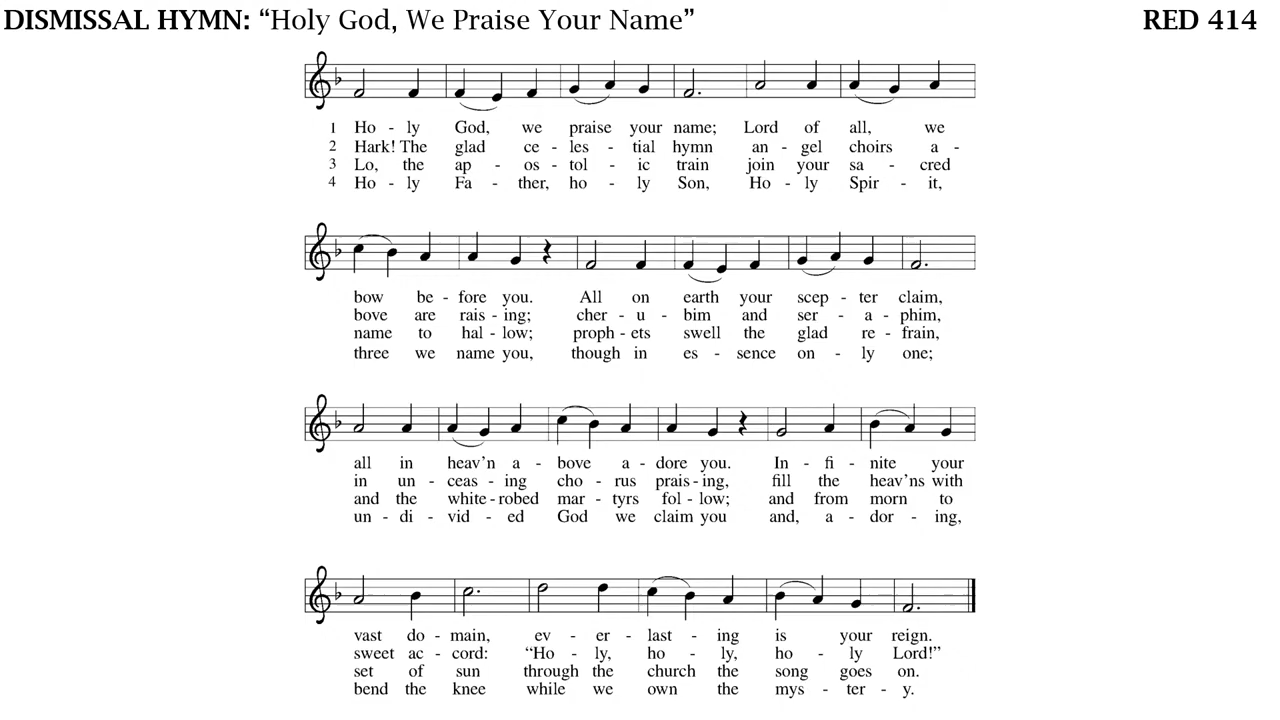 DISMISSAL HYMN: “Holy God, We Praise Your Name” RED 414
1 Ho - ly God, we praise your name; Lord of all, we
2 Hark! The glad ce - les - tial hymn an - gel choirs a -
3 Lo, the ap - os - tol - ic train join your sa - cred
4 Ho - ly Fa - ther, ho - ly Son, Ho - ly Spir - it,
bow be - fore you. All on earth your scep - ter claim,
bove are rais - ing; cher - u - bim and ser - a - phim,
name to hal - low; proph - ets swell the glad re - frain,
three we name you, though in es - sence on - ly one;
all in heav’n a - bove a - dore you. In - fi - nite your
in un - ceas - ing cho - rus prais - ing, fill the heav’ns with
and the white - robed mar - tyrs fol - low; and from morn to
un - di - vid - ed God we claim you and, a - dor - ing,
vast do - main, ev - er - last - ing is your reign.
sweet ac - cord: “Ho - ly, ho - ly, ho - ly Lord!”
set of sun through the church the song goes on.
bend the knee while we own the mys - ter - y.